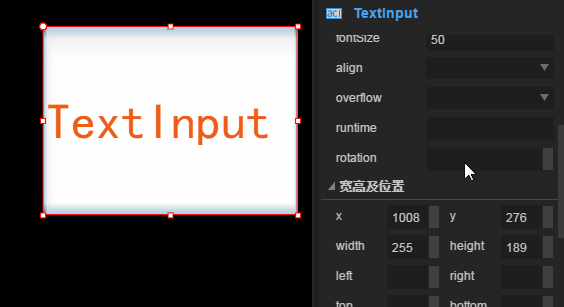 TextInput
aci TextInput
fontSize 50
align
overflow
runtime
rotation
宽高及位置
x 1008 y 276
width 255 height 189
left right
top bottom